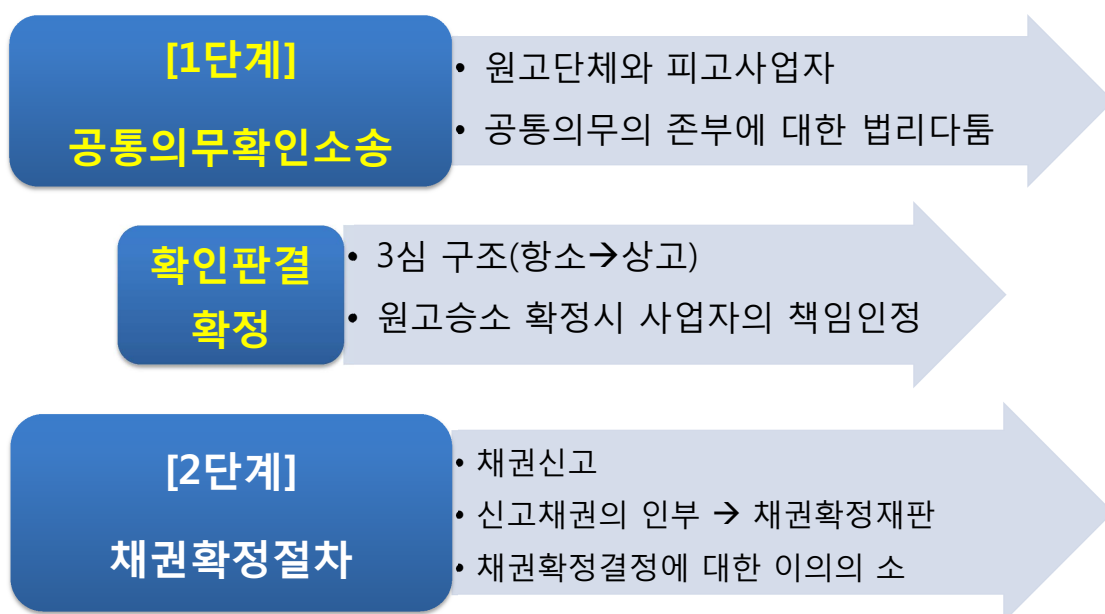 [1단계]
공통의무확인소송
• 원고단체와 피고사업자
• 공통의무의 존부에 대한 법리다툼
확인판결
확정
• 3심 구조(항소→상고)
• 원고승소 확정시 사업자의 책임인정
[2단계]
채권확정절차
• 채권신고
• 신고채권의 인부 → 채권확정재판
• 채권확정결정에 대한 이의의 소